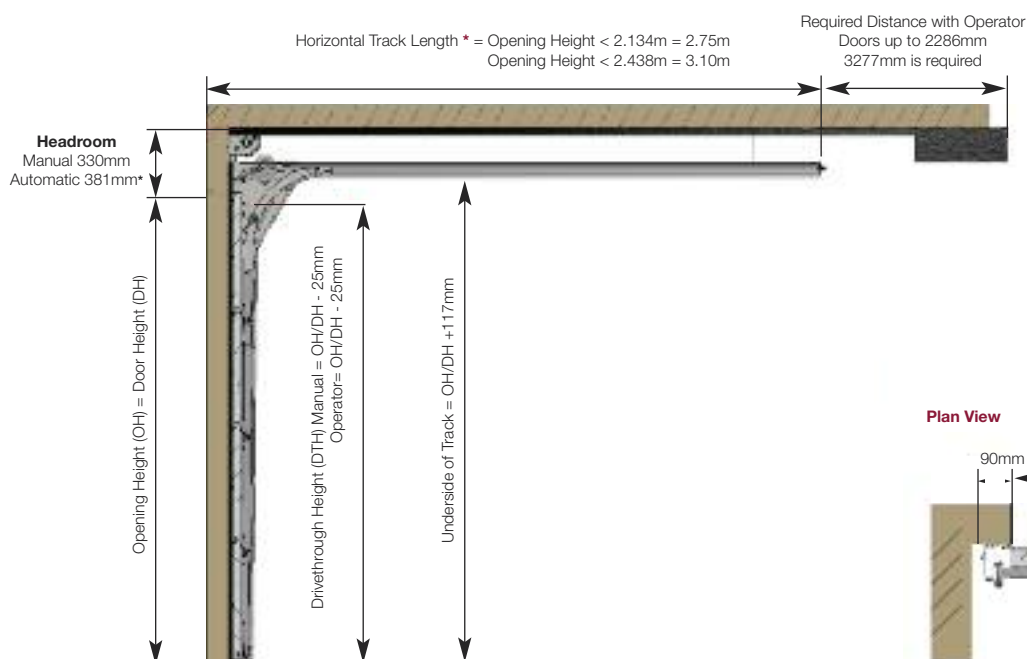 Horizontal Track Length * = Opening Height < 2.134m = 2.75m
Opening Height < 2.438m = 3.10m
Required Distance with Operator
Doors up to 2286mm
3277mm is required
Headroom
Manual 330mm
Automatic 381mm*
Opening Height (OH) = Door Height (DH)
Drivethrough Height (DTH) Manual = OH/DH - 25mm
Operator= OH/DH - 25mm
Underside of Track = OH/DH +117mm
Plan View
90mm